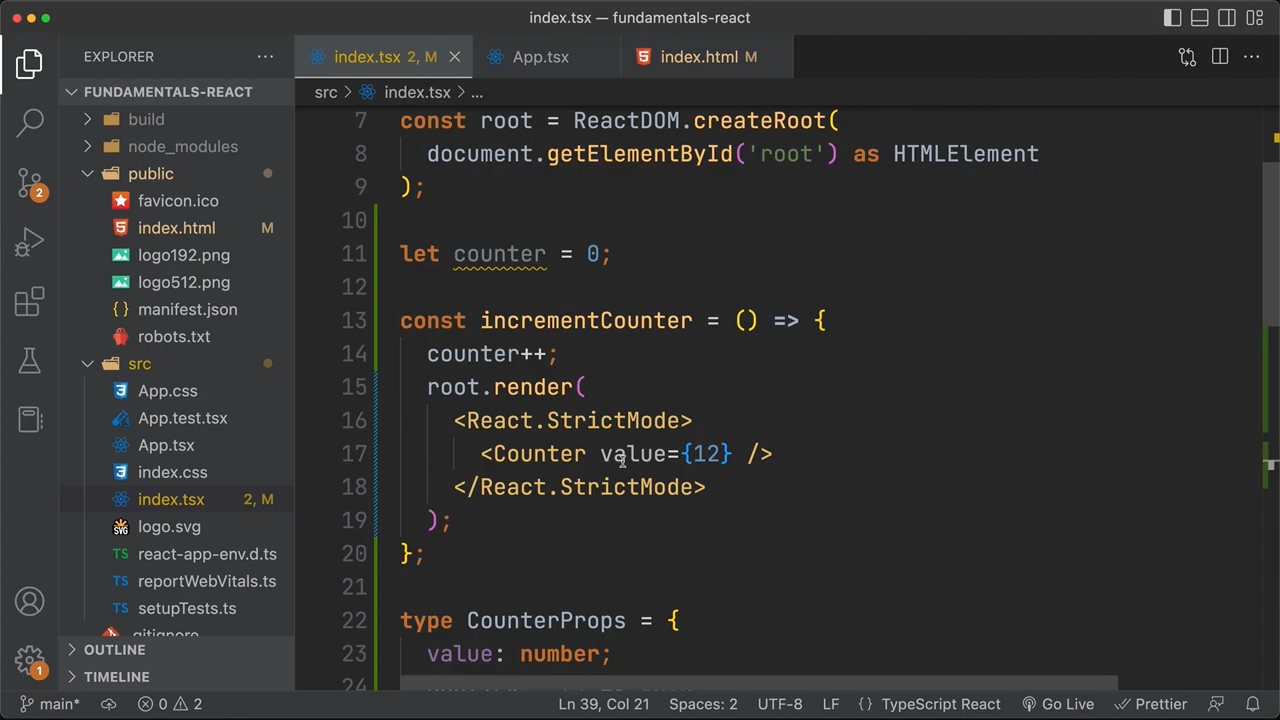 index.tsx — fundamentals-react
EXPLORER
index.tsx 2, M
App.tsx
index.html M
FUNDAMENTALS-REACT
src > index.tsx > ...
build
node_modules
public
favicon.ico
index.html M
logo192.png
logo512.png
manifest.json
robots.txt
src
App.css
App.test.tsx
App.tsx
index.css
index.tsx 2, M
logo.svg
react-app-env.d.ts
reportWebVitals.ts
setupTests.ts
.gitignore
OUTLINE
TIMELINE
2
1
7 const root = ReactDOM.createRoot(
8 document.getElementById('root') as HTMLElement
9 );
10
11 let counter = 0;
12
13 const incrementCounter = () => {
14 counter++;
15 root.render(
16 <React.StrictMode>
17 <Counter value={12} />
18 </React.StrictMode>
19 );
20 };
21
22 type CounterProps = {
23 value: number;
24
main* 0 2 Ln 39, Col 21 Spaces: 2 UTF-8 LF {} TypeScript React Go Live Prettier